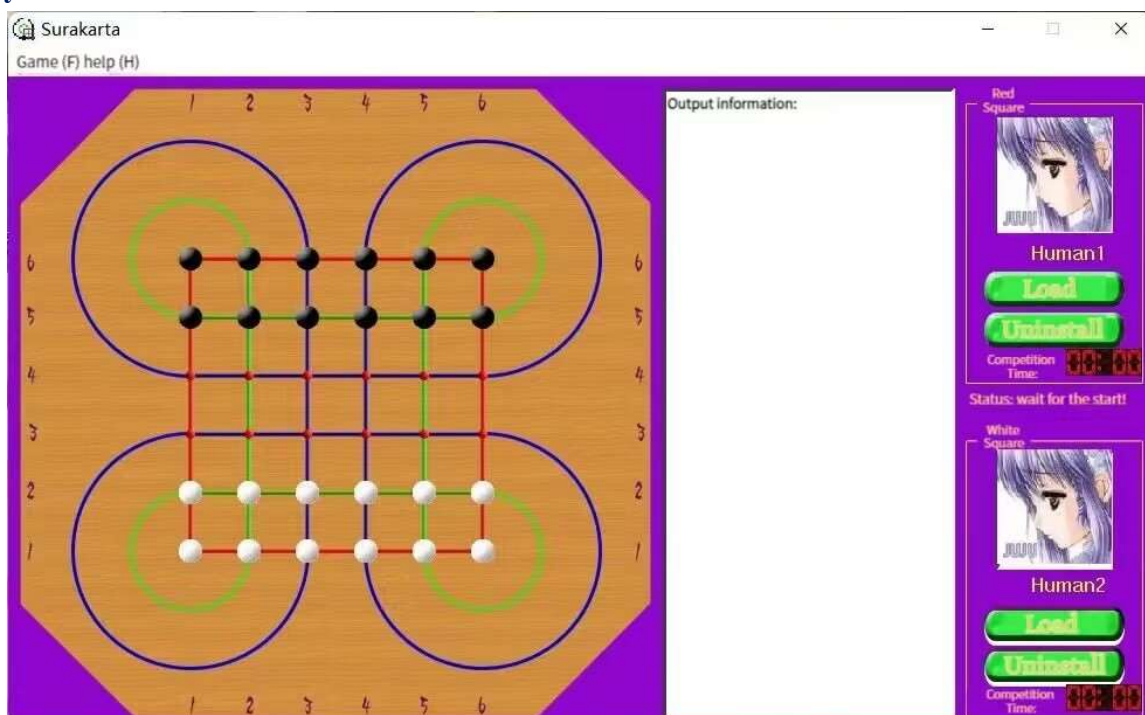 Surakarta
Game (F) help (H)
1 2 3 4 5 6
Output information:
6 6
5 5
4 4
3 3
2 2
1 1
1 2 3 4 5 6
Red
Square
JWU
Human1
Load
Uninstall
Competition
Time:
Status: wait for the start!
White
Square
JWU
Human2
Load
Uninstall
Competition
Time: